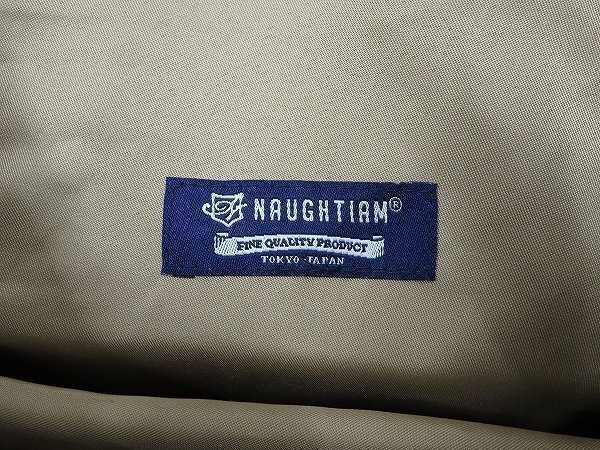 NAUGHTIAM®
FINE QUALITY PRODUCT
TOKYO-JAPAN